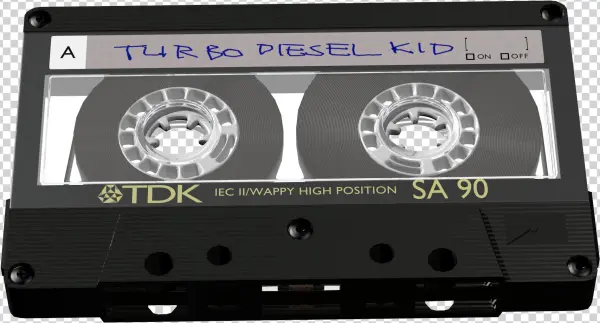 A TURBO DIESEL KID [ ]
ON OFF
TDK IEC II/WAPPY HIGH POSITION SA 90